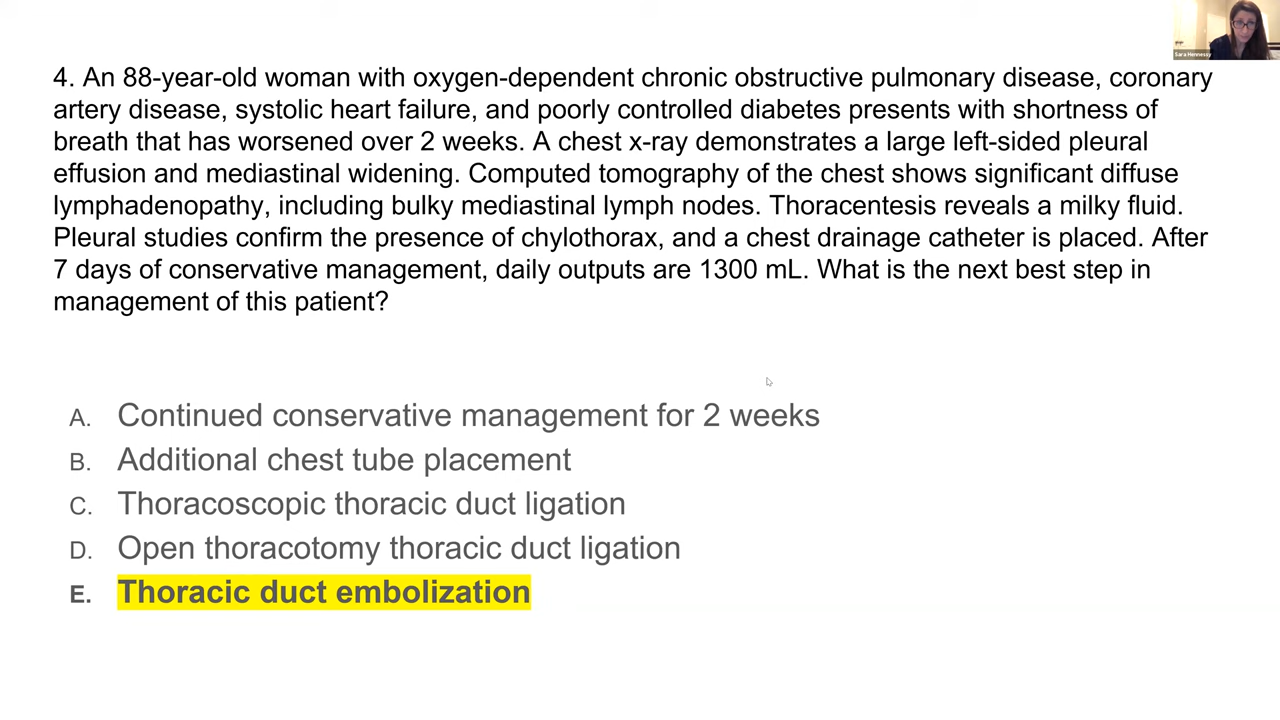 Sara Hennessy
4. An 88-year-old woman with oxygen-dependent chronic obstructive pulmonary disease, coronary
artery disease, systolic heart failure, and poorly controlled diabetes presents with shortness of
breath that has worsened over 2 weeks. A chest x-ray demonstrates a large left-sided pleural
effusion and mediastinal widening. Computed tomography of the chest shows significant diffuse
lymphadenopathy, including bulky mediastinal lymph nodes. Thoracentesis reveals a milky fluid.
Pleural studies confirm the presence of chylothorax, and a chest drainage catheter is placed. After
7 days of conservative management, daily outputs are 1300 mL. What is the next best step in
management of this patient?
A. Continued conservative management for 2 weeks
B. Additional chest tube placement
C. Thoracoscopic thoracic duct ligation
D. Open thoracotomy thoracic duct ligation
E. Thoracic duct embolization